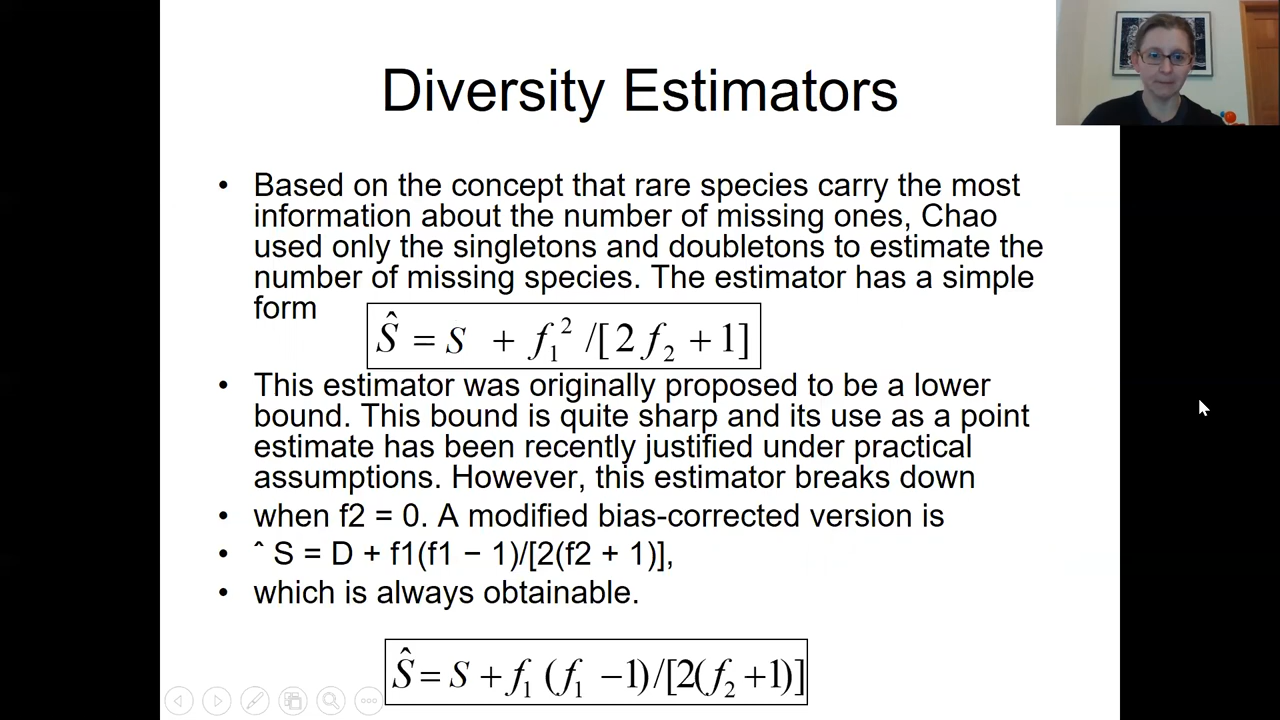 Diversity Estimators
• Based on the concept that rare species carry the most
information about the number of missing ones, Chao
used only the singletons and doubletons to estimate the
number of missing species. The estimator has a simple
form
Ŝ = S + f₁² /[ 2 f₂ + 1]
• This estimator was originally proposed to be a lower
bound. This bound is quite sharp and its use as a point
estimate has been recently justified under practical
assumptions. However, this estimator breaks down
• when f2 = 0. A modified bias-corrected version is
• ˆ S = D + f1(f1 − 1)/[2(f2 + 1)],
• which is always obtainable.
Ŝ = S + f₁ (f₁ −1)/[2(f₂ +1)]